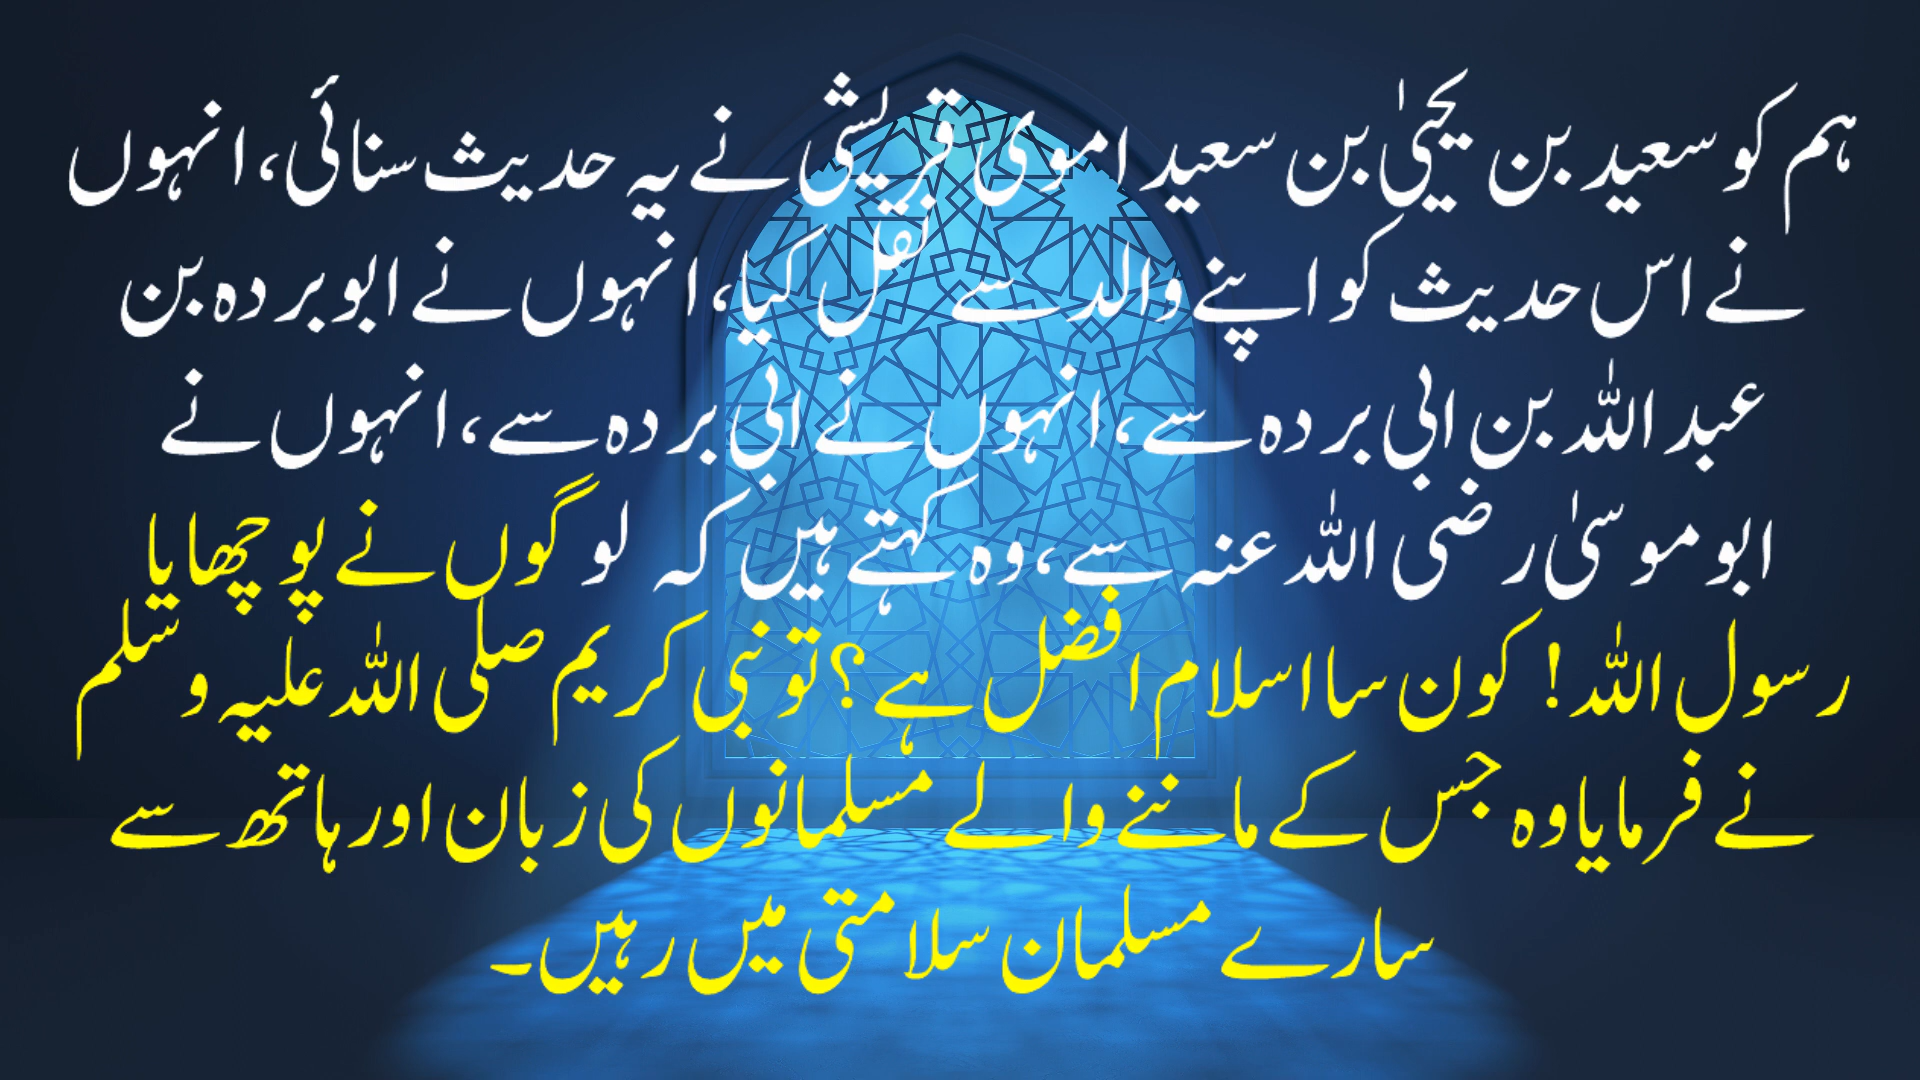 ہم کو سعید بن یحییٰ بن سعید اموی قریشی نے یہ حدیث سنائی، انہوں
نے اس حدیث کو اپنے والد سے نقل کیا، انہوں نے ابوبردہ بن
عبد اللہ بن ابی بردہ سے، انہوں نے ابی بردہ سے، انہوں نے
ابو موسیٰ رضی اللہ عنہ سے، وہ کہتے ہیں کہ لوگوں نے پوچھا یا
رسول اللہ! کون سا اسلام افضل ہے؟ تو نبی کریم صلی اللہ علیہ وسلم
نے فرمایا وہ جس کے ماننے والے مسلمانوں کی زبان اور ہاتھ سے
سارے مسلمان سلامتی میں رہیں۔